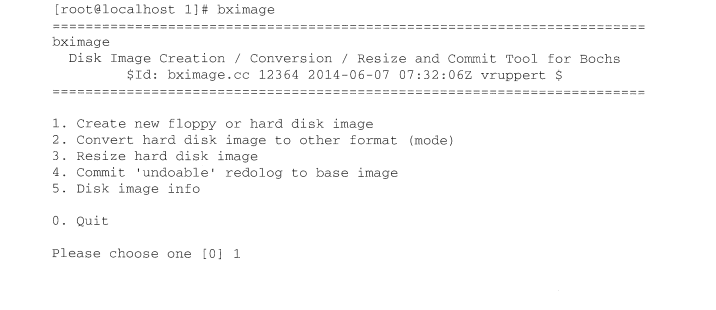 [root@localhost 1]# bximage
========================================================================
bximage
Disk Image Creation / Conversion / Resize and Commit Tool for Bochs
$Id: bximage.cc 12364 2014-06-07 07:32:06Z vruppert $
========================================================================
1. Create new floppy or hard disk image
2. Convert hard disk image to other format (mode)
3. Resize hard disk image
4. Commit 'undoable' redolog to base image
5. Disk image info
0. Quit
Please choose one [0] 1